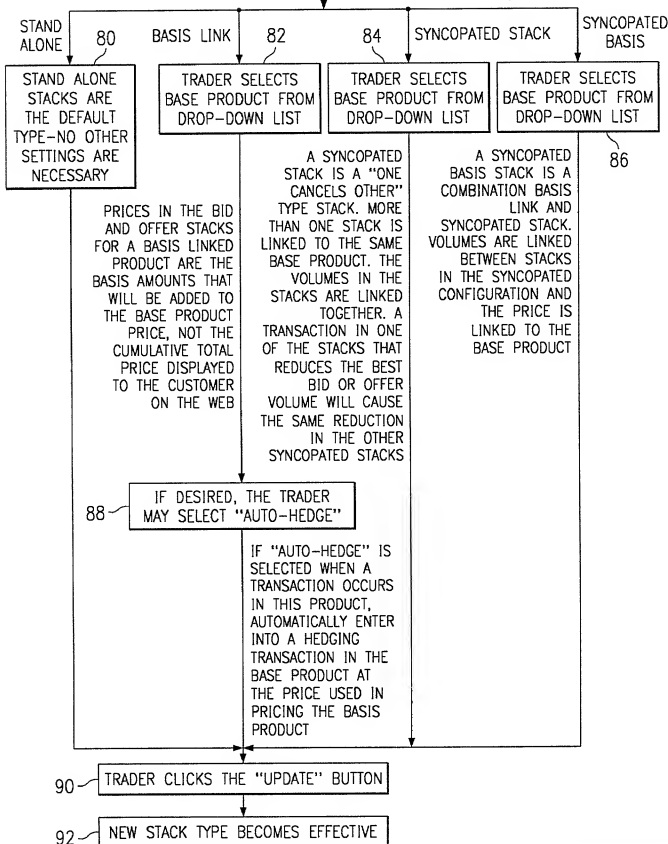 STAND
ALONE
80
STAND ALONE
STACKS ARE
THE DEFAULT
TYPE-NO OTHER
SETTINGS ARE
NECESSARY
BASIS LINK
82
TRADER SELECTS
BASE PRODUCT FROM
DROP-DOWN LIST
PRICES IN THE BID
AND OFFER STACKS
FOR A BASIS LINKED
PRODUCT ARE THE
BASIS AMOUNTS THAT
WILL BE ADDED TO
THE BASE PRODUCT
PRICE, NOT THE
CUMULATIVE TOTAL
PRICE DISPLAYED
TO THE CUSTOMER
ON THE WEB
84
SYNCOPATED STACK
TRADER SELECTS
BASE PRODUCT FROM
DROP-DOWN LIST
A SYNCOPATED
STACK IS A "ONE
CANCELS OTHER"
TYPE STACK. MORE
THAN ONE STACK IS
LINKED TO THE SAME
BASE PRODUCT. THE
VOLUMES IN THE
STACKS ARE LINKED
TOGETHER. A
TRANSACTION IN ONE
OF THE STACKS THAT
REDUCES THE BEST
BID OR OFFER
VOLUME WILL CAUSE
THE SAME REDUCTION
IN THE OTHER
SYNCOPATED STACKS
SYNCOPATED
BASIS
TRADER SELECTS
BASE PRODUCT FROM
DROP-DOWN LIST
86
A SYNCOPATED
BASIS STACK IS A
COMBINATION BASIS
LINK AND
SYNCOPATED STACK.
VOLUMES ARE LINKED
BETWEEN STACKS
IN THE SYNCOPATED
CONFIGURATION AND
THE PRICE IS
LINKED TO THE
BASE PRODUCT
88
IF DESIRED, THE TRADER
MAY SELECT "AUTO-HEDGE"
IF "AUTO-HEDGE" IS
SELECTED WHEN A
TRANSACTION OCCURS
IN THIS PRODUCT,
AUTOMATICALLY ENTER
INTO A HEDGING
TRANSACTION IN THE
BASE PRODUCT AT
THE PRICE USED IN
PRICING THE BASIS
PRODUCT
90
TRADER CLICKS THE "UPDATE" BUTTON
92
NEW STACK TYPE BECOMES EFFECTIVE